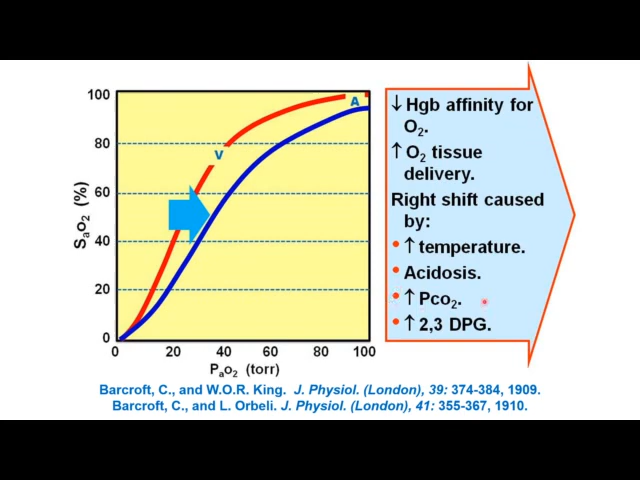 100
80
60
40
20
0
SaO₂ (%)
V
A
0 20 40 60 80 100
PaO₂ (torr)
↓ Hgb affinity for
O₂.
↑ O₂ tissue
delivery.
Right shift caused
by:
• ↑ temperature.
• Acidosis.
• ↑ Pco₂.
• ↑ 2,3 DPG.
Barcroft, C., and W.O.R. King. J. Physiol. (London), 39: 374-384, 1909.
Barcroft, C., and L. Orbeli. J. Physiol. (London), 41: 355-367, 1910.